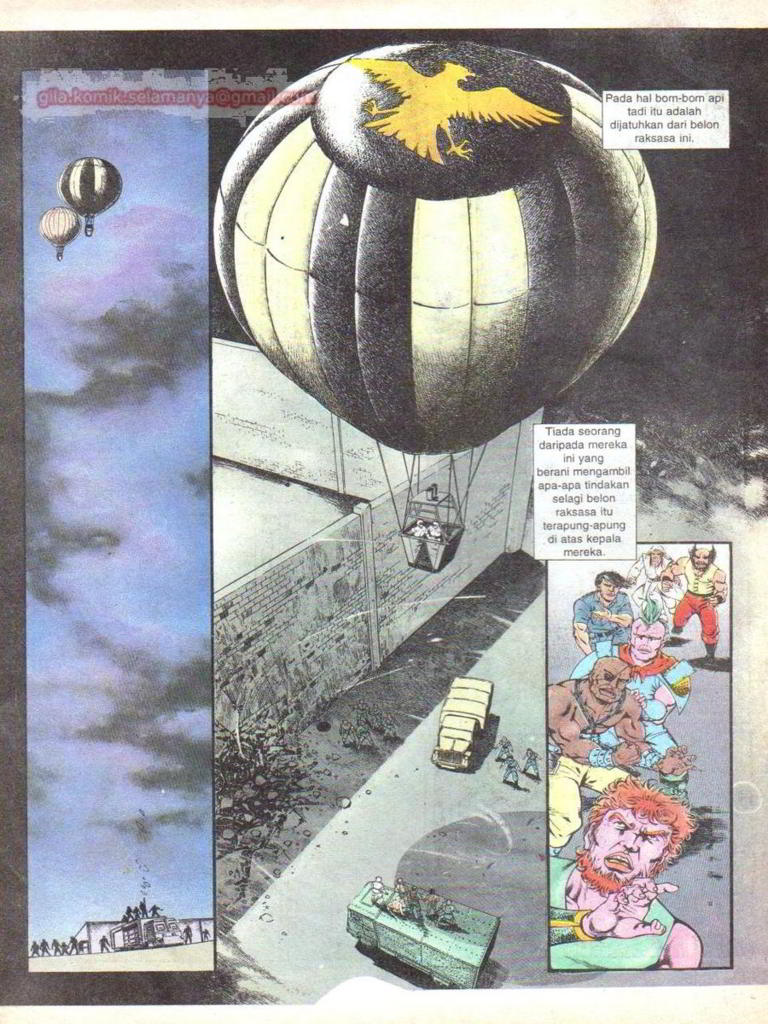 gila.komik.selamanya@gmail.com
Pada hal bom-bom api
tadi itu adalah
dijatuhkan dari belon
raksasa ini.
Tiada seorang
daripada mereka
ini yang
berani mengambil
apa-apa tindakan
selagi belon
raksasa itu
terapung-apung
di atas kepala
mereka.